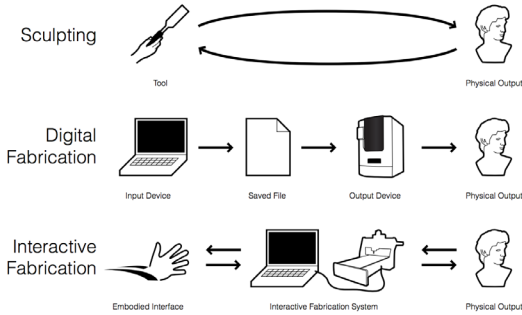 Sculpting
Tool
Physical Output
Digital
Fabrication
Input Device
Saved File
Output Device
Physical Output
Interactive
Fabrication
Embodied Interface
Interactive Fabrication System
Physical Output